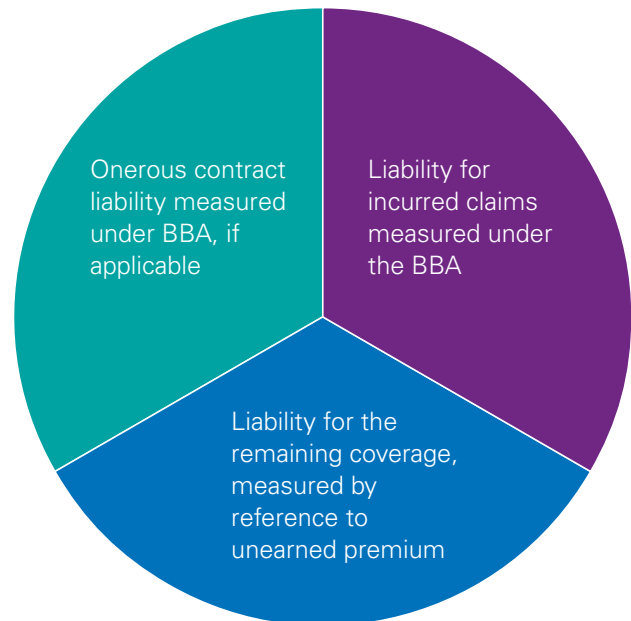 Onerous contract
liability measured
under BBA, if
applicable
Liability for
incurred claims
measured under
the BBA
Liability for the
remaining coverage,
measured by
reference to
unearned premium